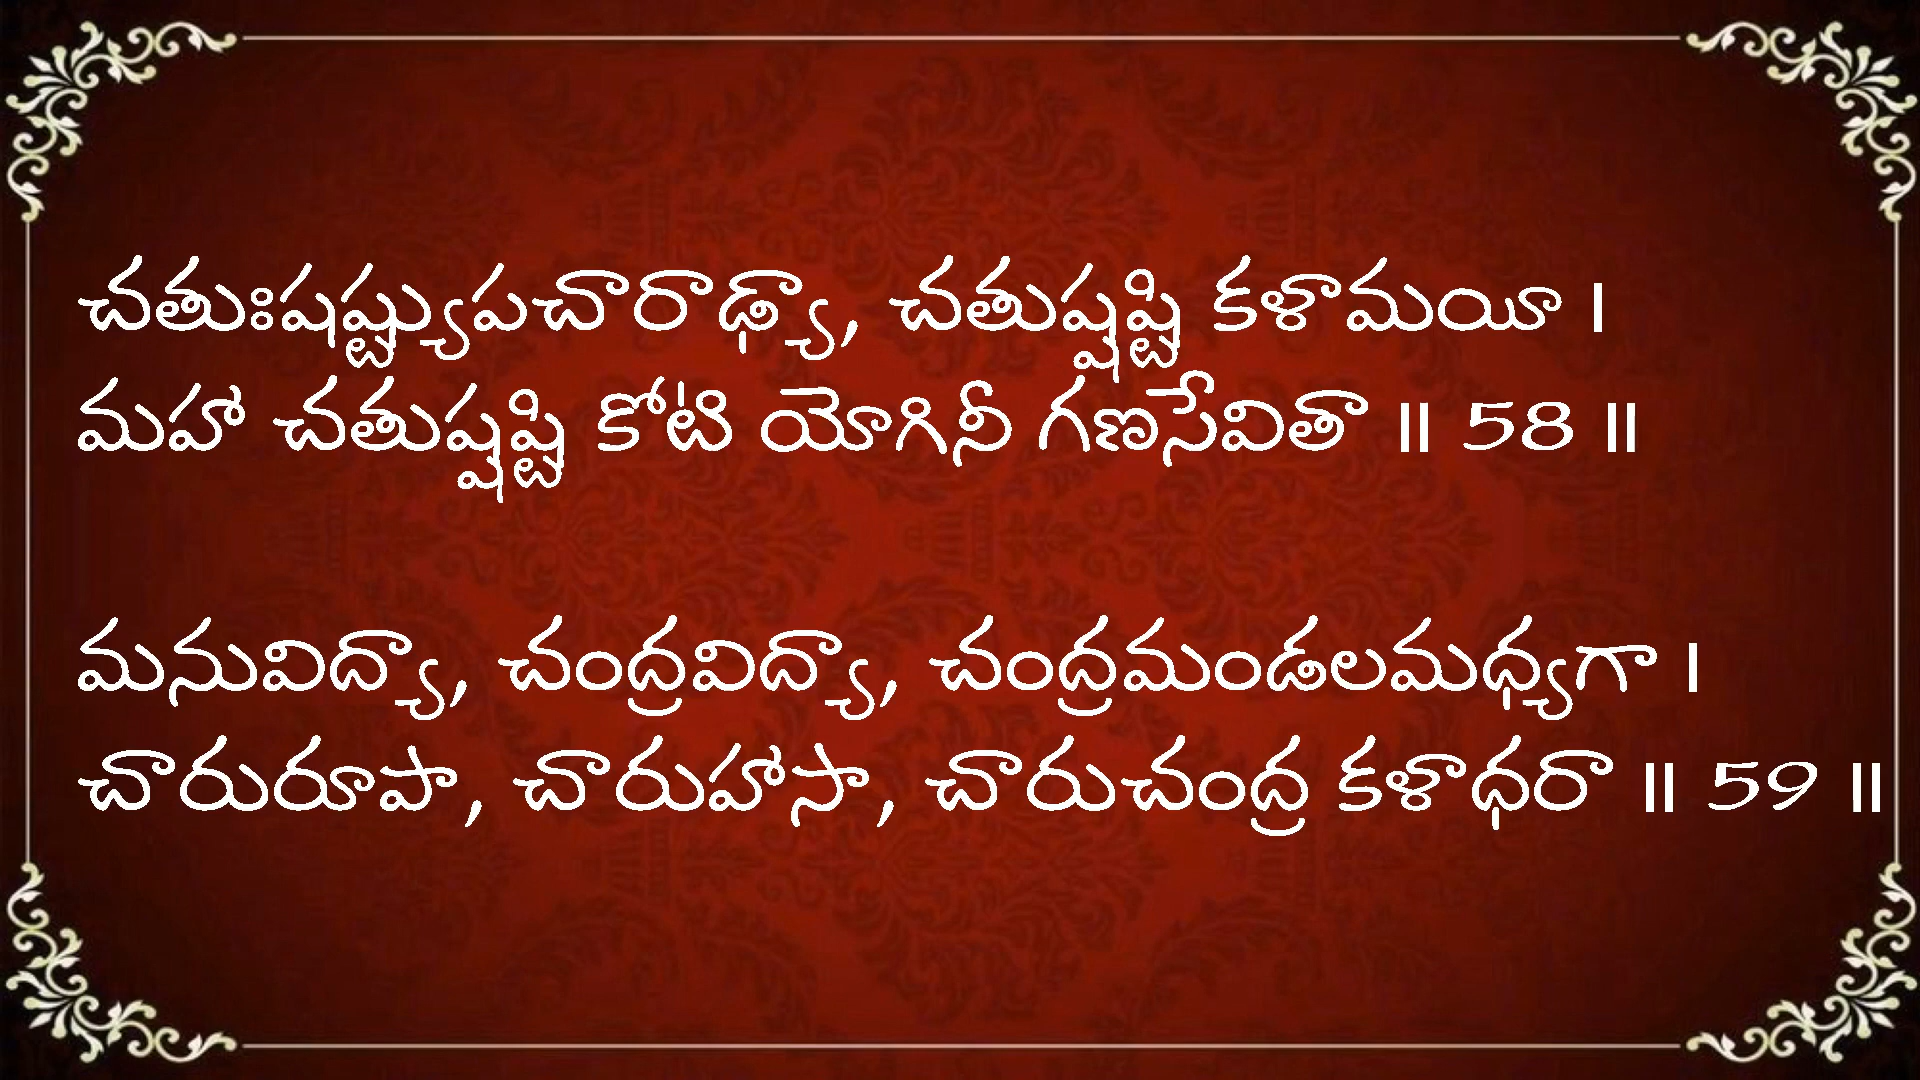 చతుఃషష్ట్యుపచారాఢ్యా, చతుష్షష్టి కళామయీ ।
మహా చతుష్షష్టి కోటి యోగినీ గణసేవితా ॥ 58 ॥
మనువిద్యా, చంద్రవిద్యా, చంద్రమండలమధ్యగా ।
చారురూపా, చారుహాసా, చారుచంద్ర కళాధరా ॥ 59 ॥